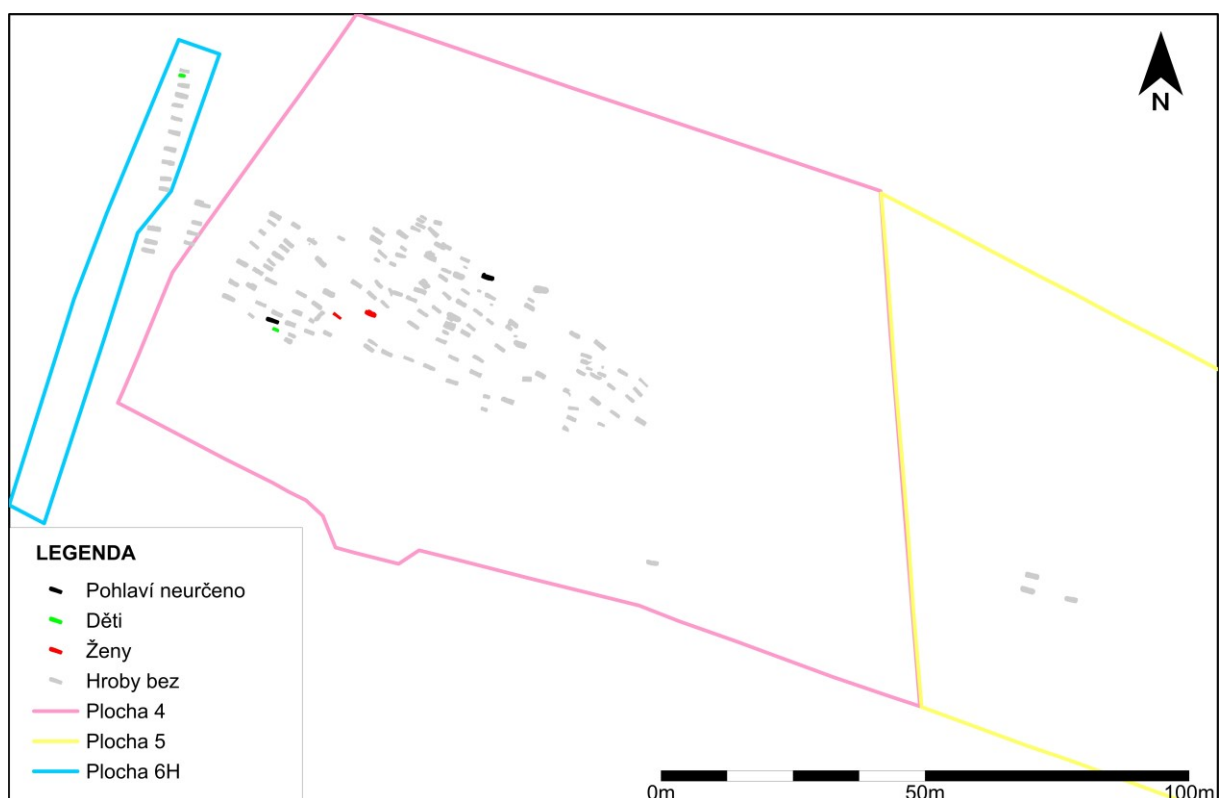 N
LEGENDA
Pohlaví neurčeno
Děti
Ženy
Hroby bez
Plocha 4
Plocha 5
Plocha 6H
0m 50m 100m